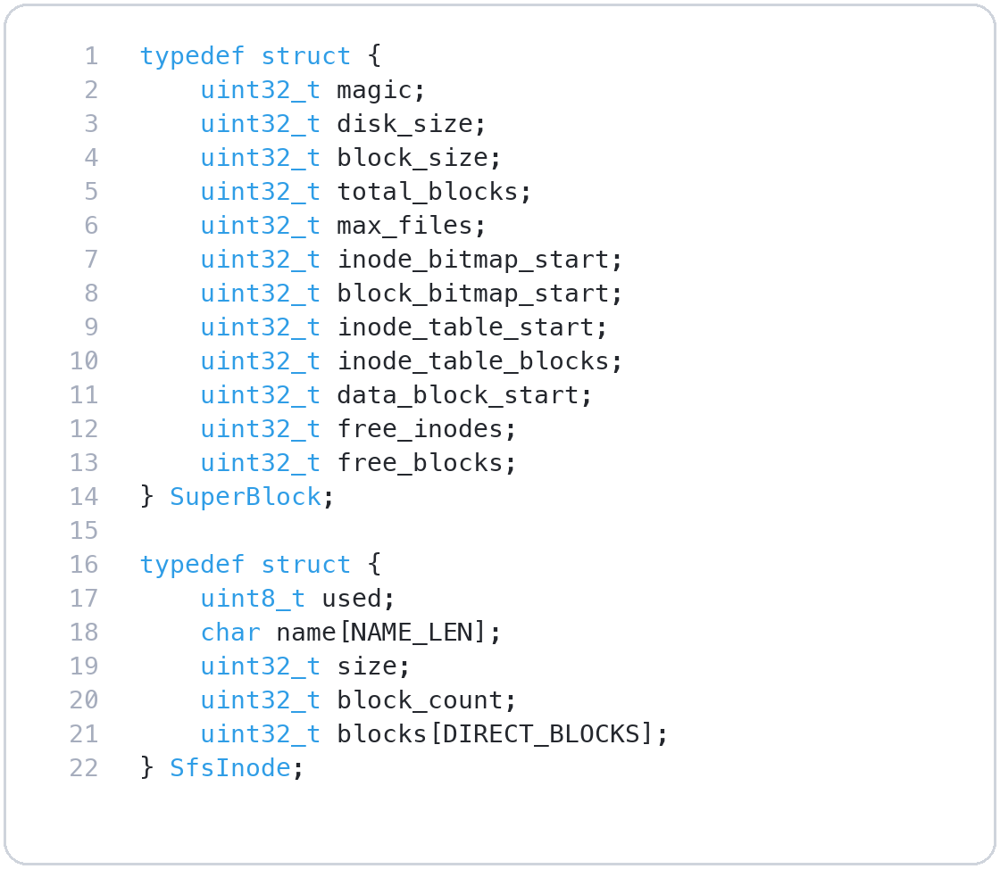 1 typedef struct {
2 uint32_t magic;
3 uint32_t disk_size;
4 uint32_t block_size;
5 uint32_t total_blocks;
6 uint32_t max_files;
7 uint32_t inode_bitmap_start;
8 uint32_t block_bitmap_start;
9 uint32_t inode_table_start;
10 uint32_t inode_table_blocks;
11 uint32_t data_block_start;
12 uint32_t free_inodes;
13 uint32_t free_blocks;
14 } SuperBlock;
15
16 typedef struct {
17 uint8_t used;
18 char name[NAME_LEN];
19 uint32_t size;
20 uint32_t block_count;
21 uint32_t blocks[DIRECT_BLOCKS];
22 } SfsInode;